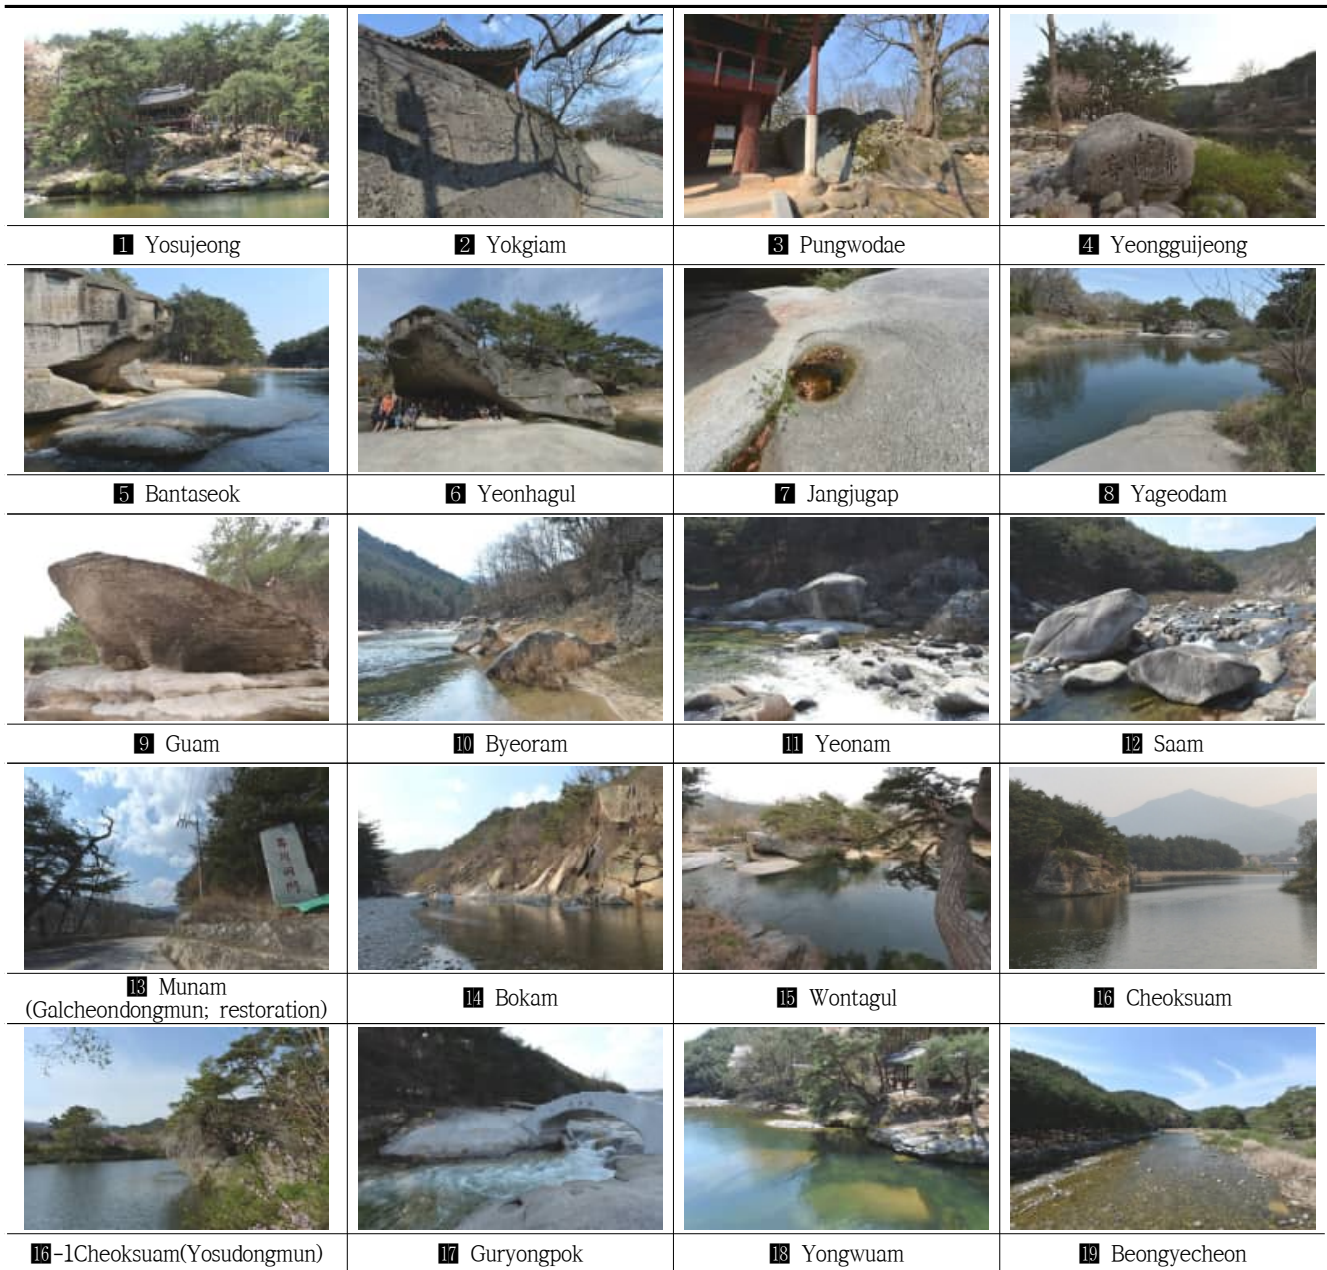 1 Yosujeong
2 Yokgiam
3 Pungwodae
4 Yeongguijeong
5 Bantaseok
6 Yeonhagul
7 Jangjugap
8 Yageodam
9 Guam
10 Byeoram
11 Yeonam
12 Saam
13 Munam
(Galcheondongmun; restoration)
14 Bokam
15 Wontagul
16 Cheoksuam
16-1Cheoksuam(Yosudongmun)
17 Guryongpok
18 Yongwuam
19 Beongyecheon